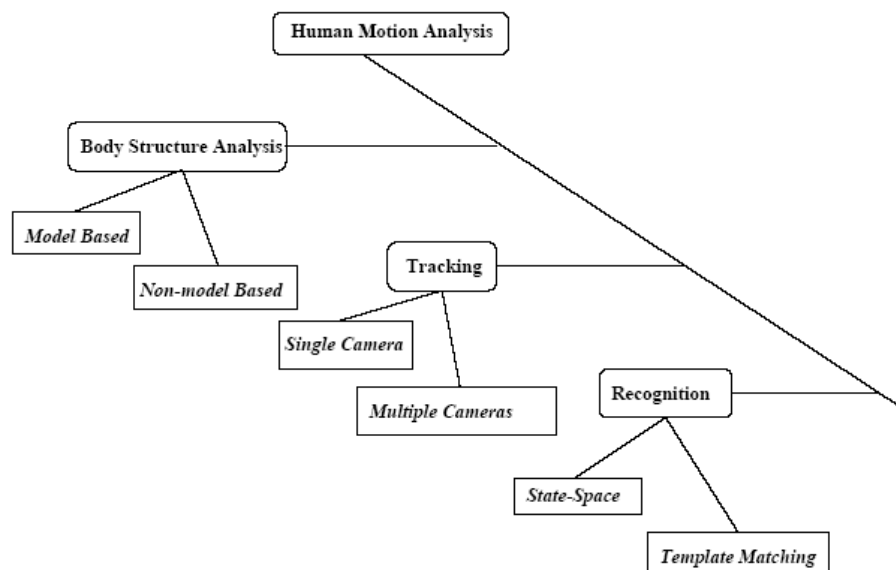 Human Motion Analysis
Body Structure Analysis
Model Based
Non-model Based
Tracking
Single Camera
Multiple Cameras
Recognition
State-Space
Template Matching